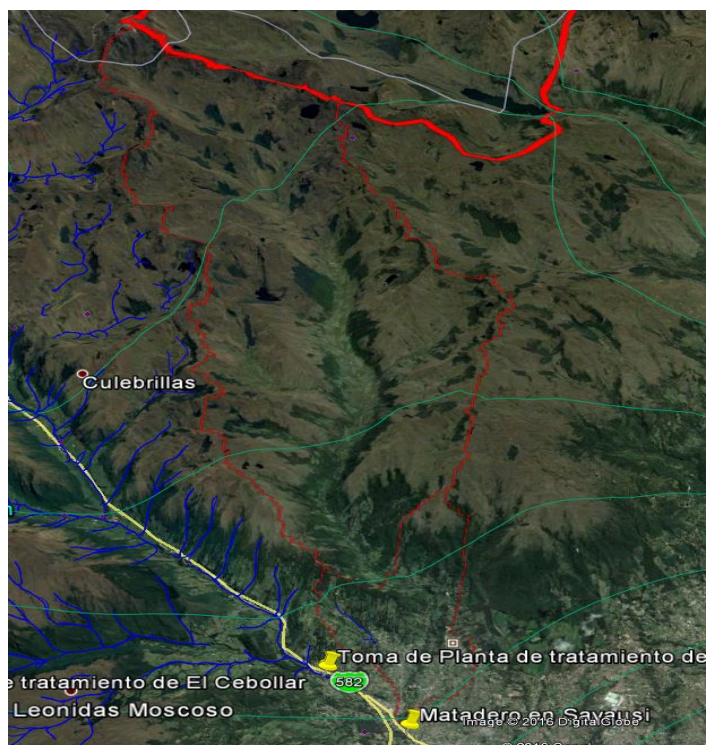 Culebrillas
Toma de Planta de tratamiento de
e tratamiento de El Cebollar
582
Leonidas Moscoso
Matadero en Sayausi
Image © 2016 DigitalGlobe